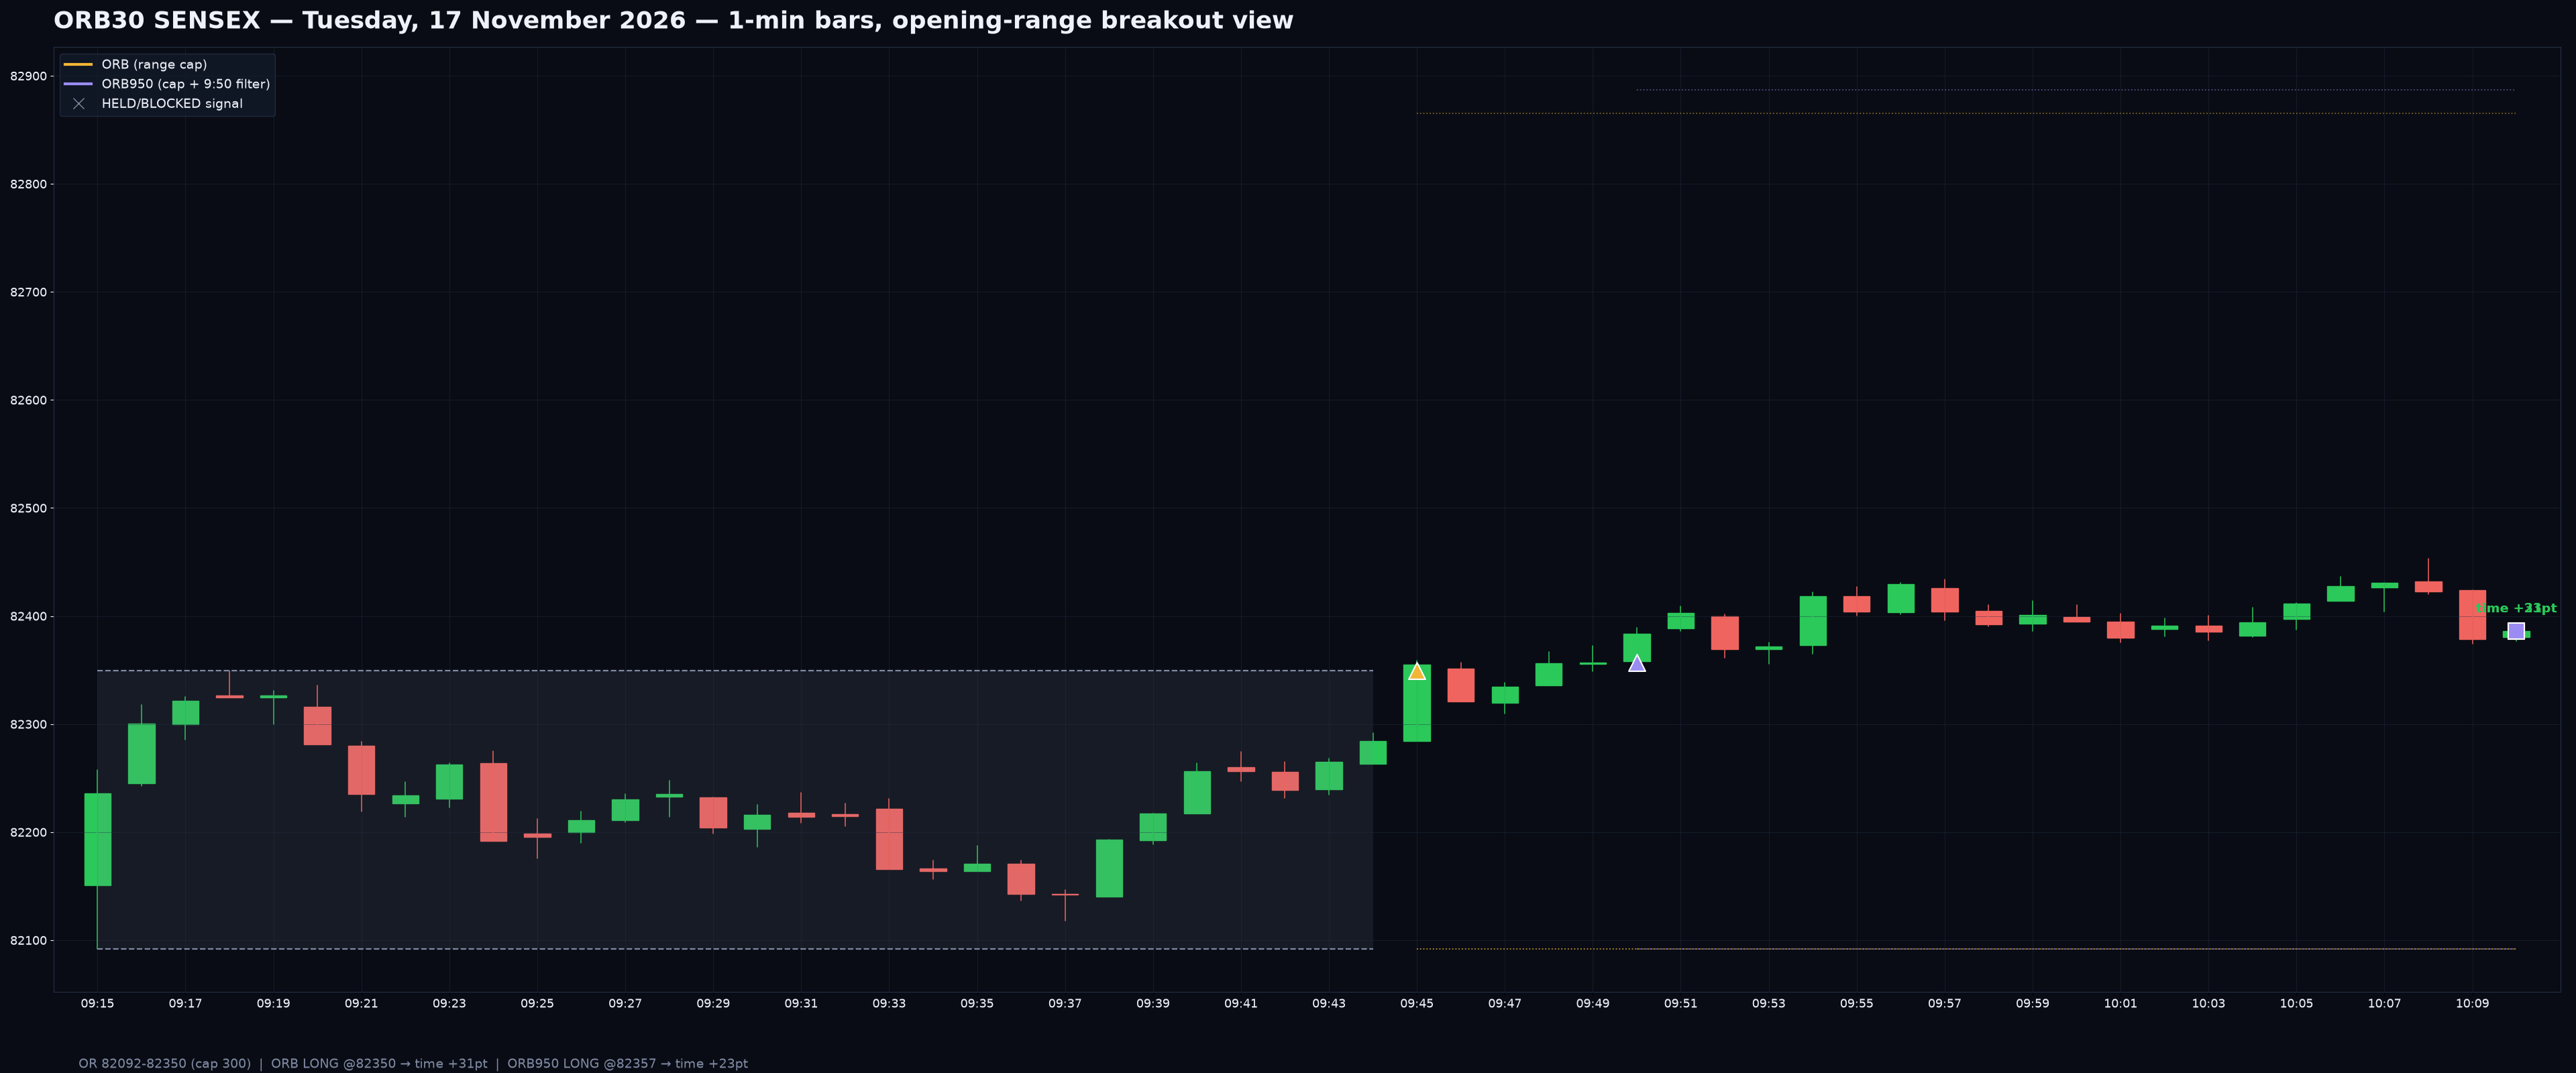 ORB30 SENSEX — Tuesday, 17 November 2026 — 1-min bars, opening-range breakout view
ORB (range cap)
ORB950 (cap + 9:50 filter)
HELD/BLOCKED signal
82900
82800
82700
82600
82500
82400
82300
82200
82100
time
09:15 09:17 09:19 09:21 09:23 09:25 09:27 09:29 09:31 09:33 09:35 09:37 09:39 09:41 09:43 09:45 09:47 09:49 09:51 09:53 09:55 09:57 09:59 10:01 10:03 10:05 10:07 10:09
OR 82092-82350 (cap 300) | ORB LONG @82350 → time +31pt | ORB950 LONG @82357 → time +23pt